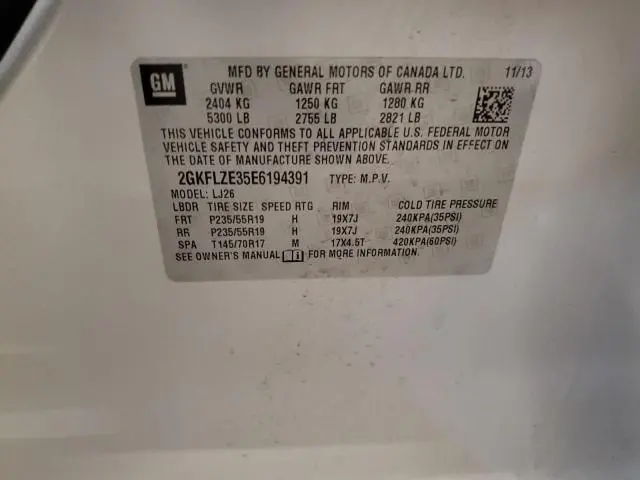 GM
MFD BY GENERAL MOTORS OF CANADA LTD. 11/13
GVWR GAWR FRT GAWR RR
2404 KG 1250 KG 1280 KG
5300 LB 2755 LB 2821 LB
THIS VEHICLE CONFORMS TO ALL APPLICABLE U.S. FEDERAL MOTOR
VEHICLE SAFETY AND THEFT PREVENTION STANDARDS IN EFFECT ON
THE DATE OF MANUFACTURE SHOWN ABOVE.
2GKFLZE35E6194391 TYPE: M.P.V.
MODEL: LJ26
LBDR TIRE SIZE SPEED RTG RIM COLD TIRE PRESSURE
FRT P235/55R19 H 19X7J 240KPA(35PSI)
RR P235/55R19 H 19X7J 240KPA(35PSI)
SPA T145/70R17 M 17X4.5T 420KPA(60PSI)
SEE OWNER'S MANUAL FOR MORE INFORMATION.